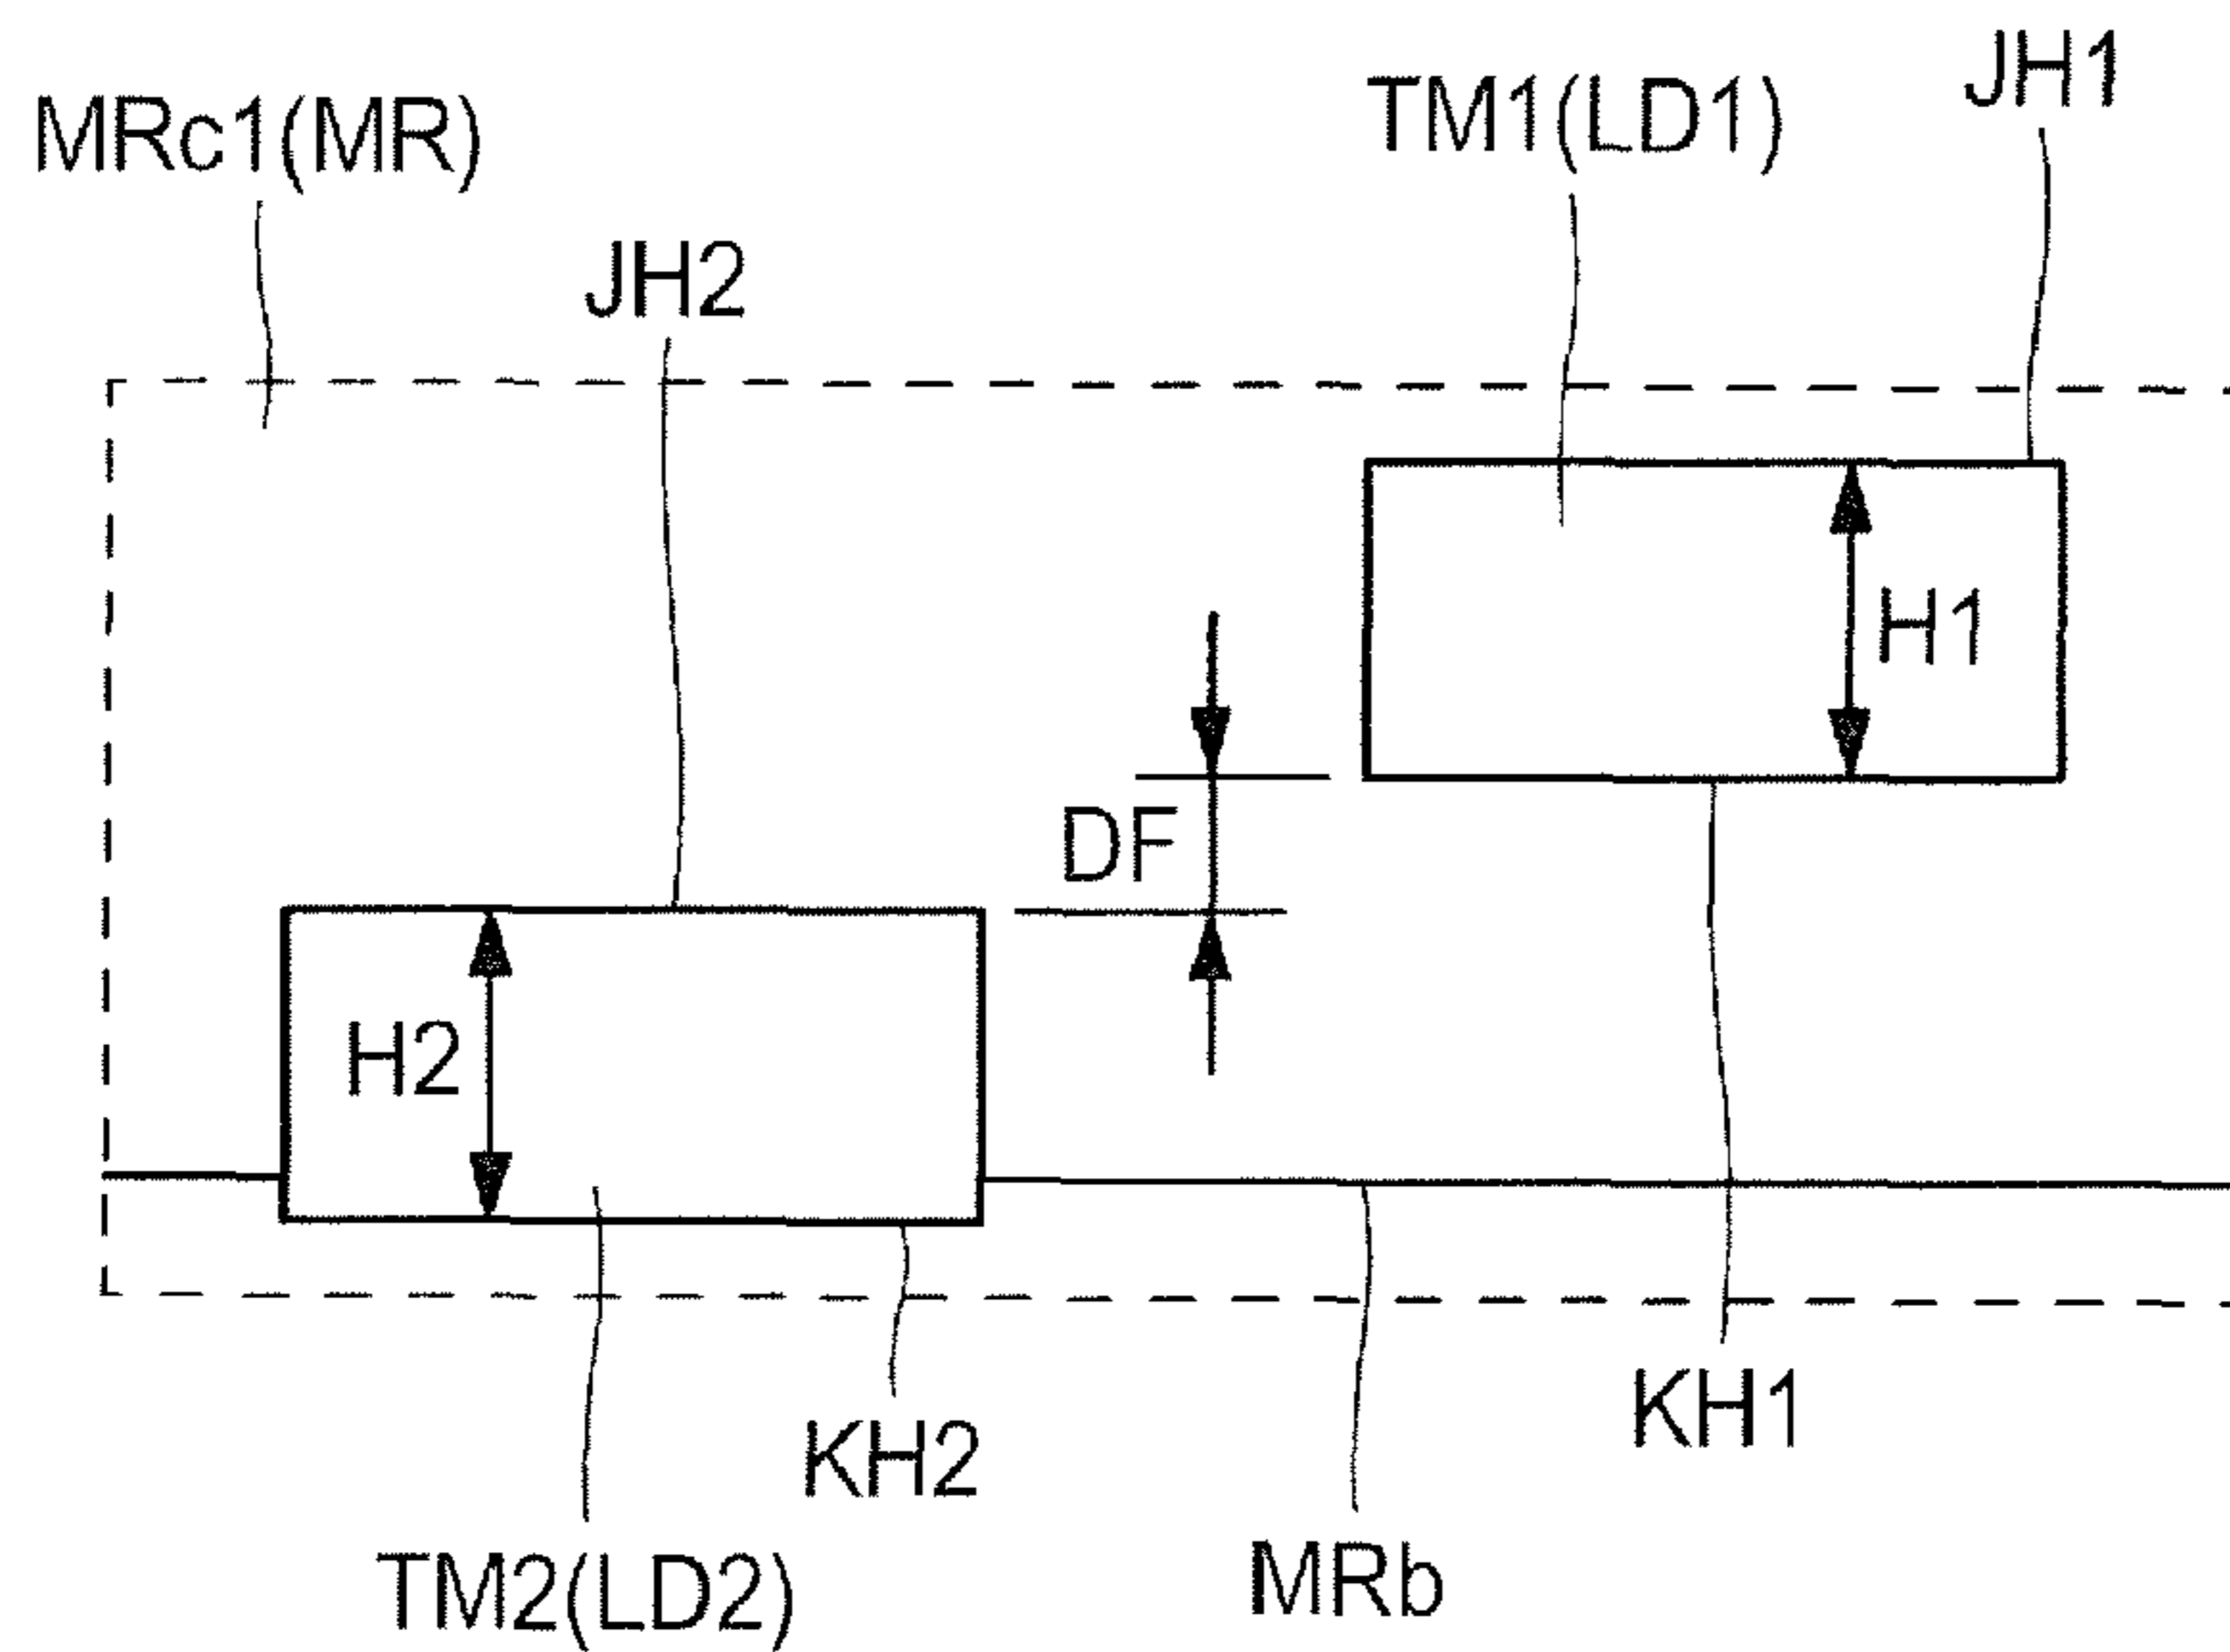 JH1
TM1(LD1)
MRc1(MR)
JH2
H1
DF
H2
KH1
KH2
MRb
TM2(LD2)